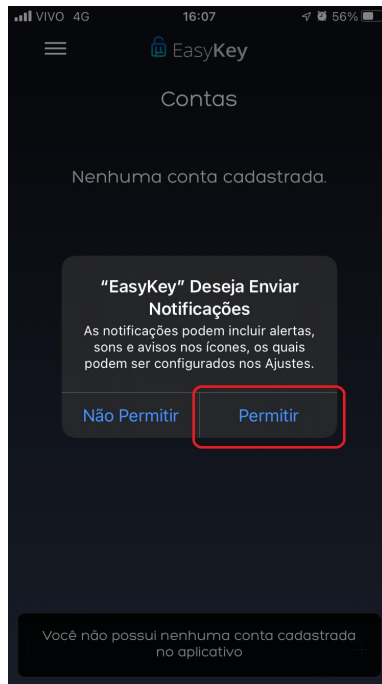 VIVO 4G 16:07 56%
EasyKey
Contas
Nenhuma conta cadastrada.
“EasyKey” Deseja Enviar
Notificações
As notificações podem incluir alertas,
sons e avisos nos ícones, os quais
podem ser configurados nos Ajustes.
Não Permitir Permitir
Você não possui nenhuma conta cadastrada
no aplicativo